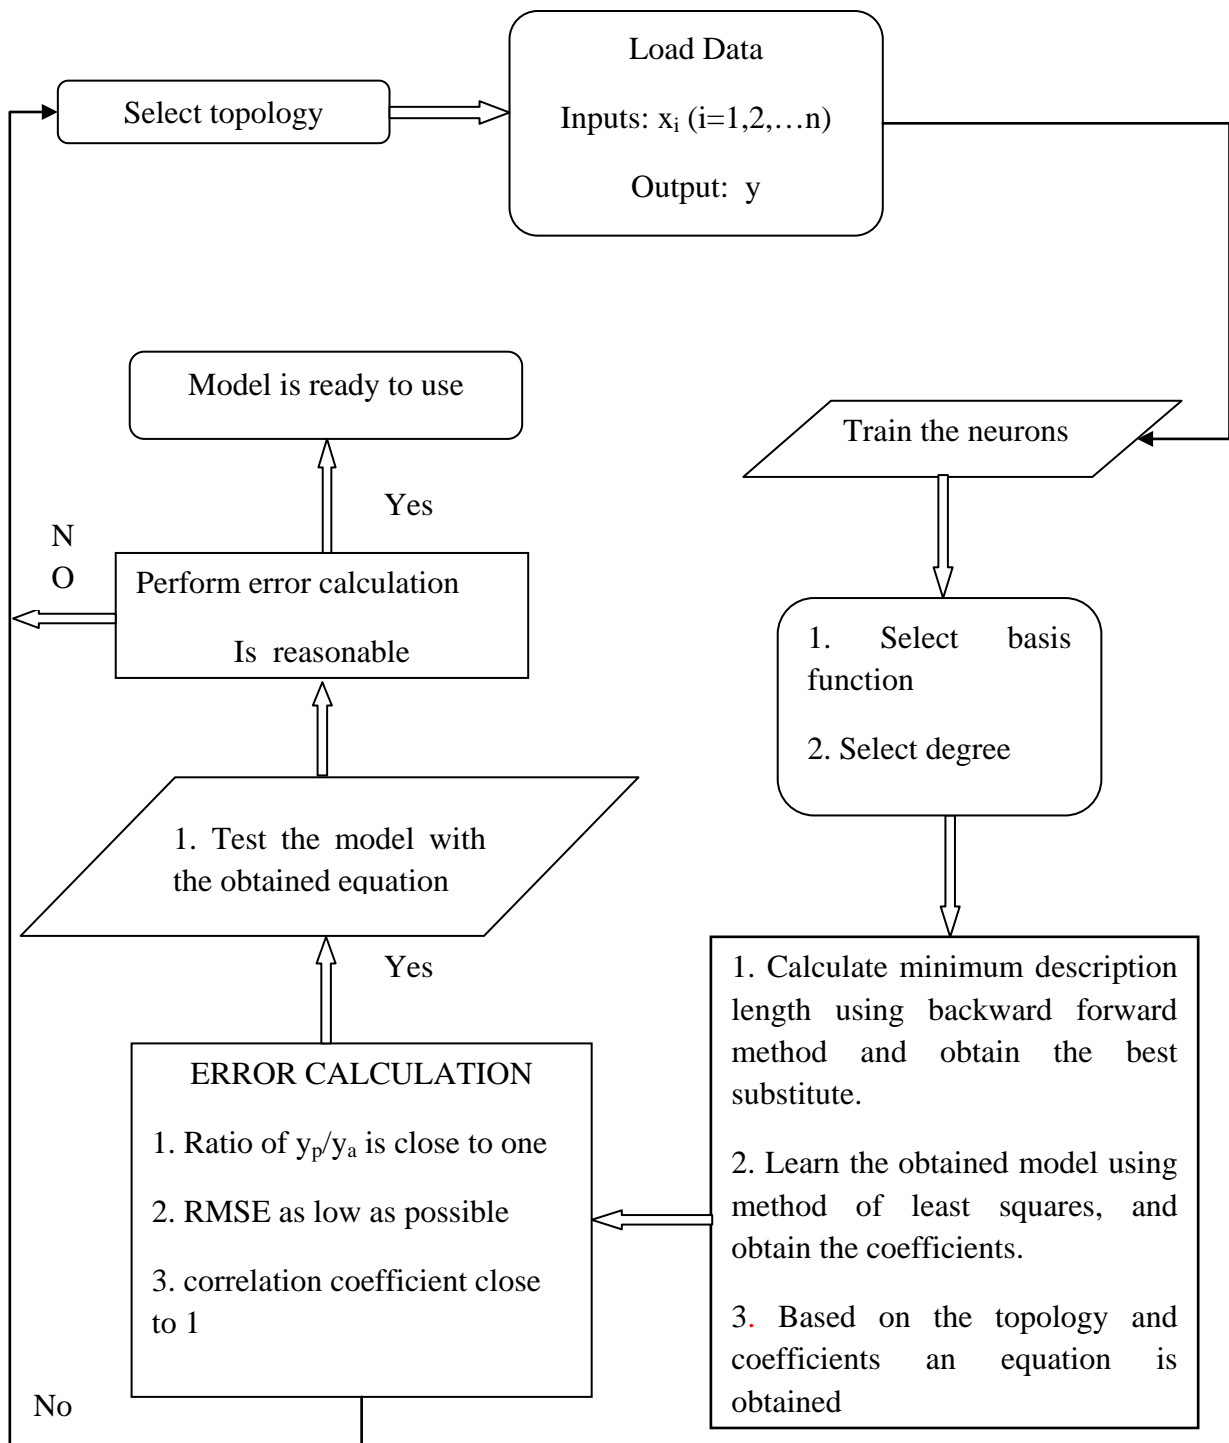 Select topology
Load Data
Inputs: xi (i=1,2,…n)
Output: y
Train the neurons
1. Select basis
function
2. Select degree
1. Calculate minimum description
length using backward forward
method and obtain the best
substitute.
2. Learn the obtained model using
method of least squares, and
obtain the coefficients.
3. Based on the topology and
coefficients an equation is
obtained
ERROR CALCULATION
1. Ratio of yp/ya is close to one
2. RMSE as low as possible
3. correlation coefficient close
to 1
No
Yes
1. Test the model with
the obtained equation
Perform error calculation
Is reasonable
N
O
Yes
Model is ready to use